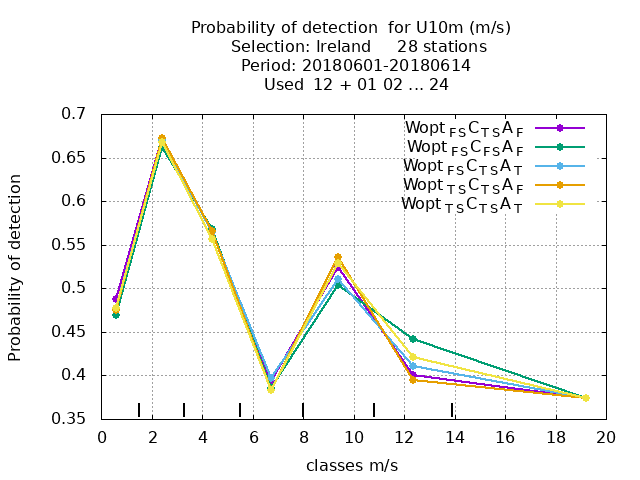 Probability of detection  for U10m (m/s)
Selection: Ireland     28 stations
Period: 20180601-20180614
Used  12 + 01 02 ... 24
Probability of detection
0.7
0.65
0.6
0.55
0.5
0.45
0.4
0.35
Wopt FS C TS A F
Wopt FS C FS A F
Wopt FS C TS A T
Wopt TS C TS A F
Wopt TS C TS A T
0 2 4 6 8 10 12 14 16 18 20
classes m/s